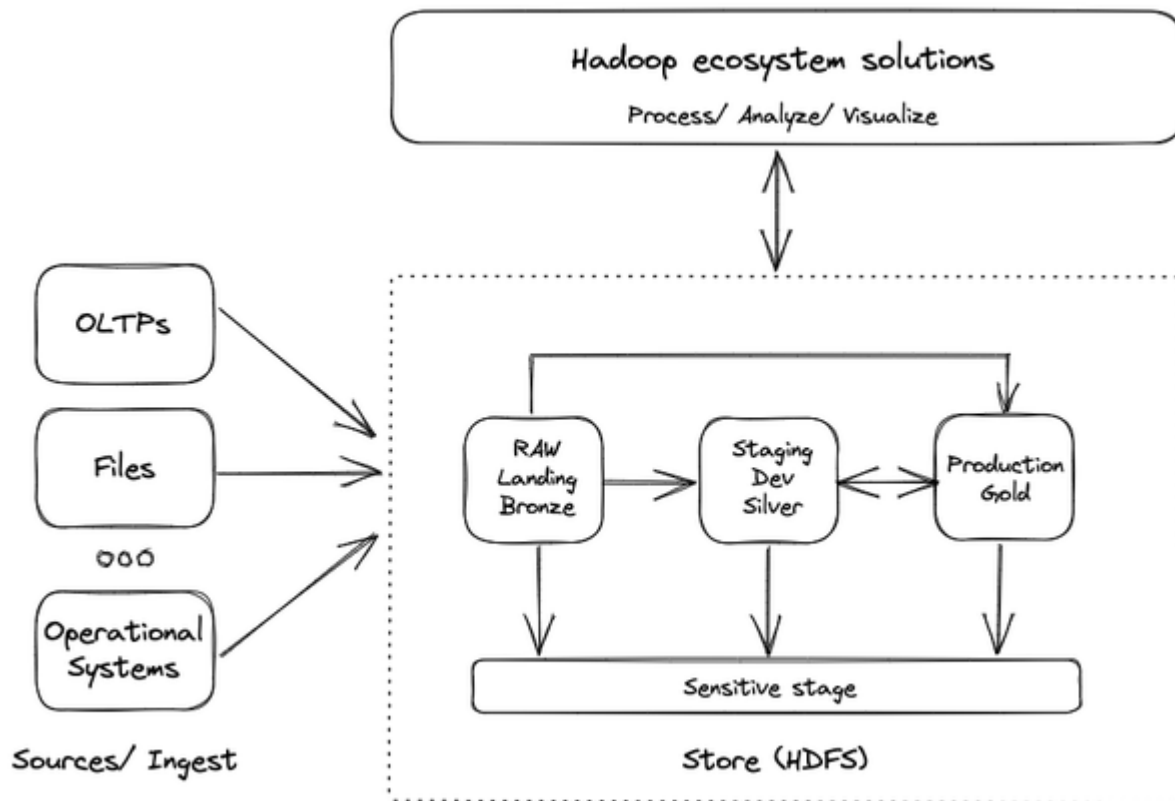 Hadoop ecosystem solutions
Process/ Analyze/ Visualize
OLTPs
Files
Operational
Systems
Sources/ Ingest
RAW
Landing
Bronze
Staging
Dev
Silver
Production
Gold
Sensitive stage
Store (HDFS)